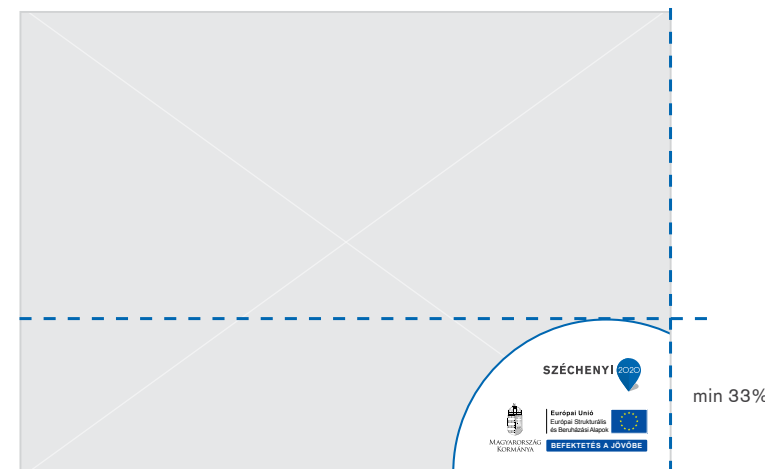 SZÉCHENYI 2020
min 33%
MAGYARORSZÁG
KORMÁNYA
Európai Unió
Európai Strukturális
és Beruházási Alapok
BEFEKTETÉS A JÖVŐBE